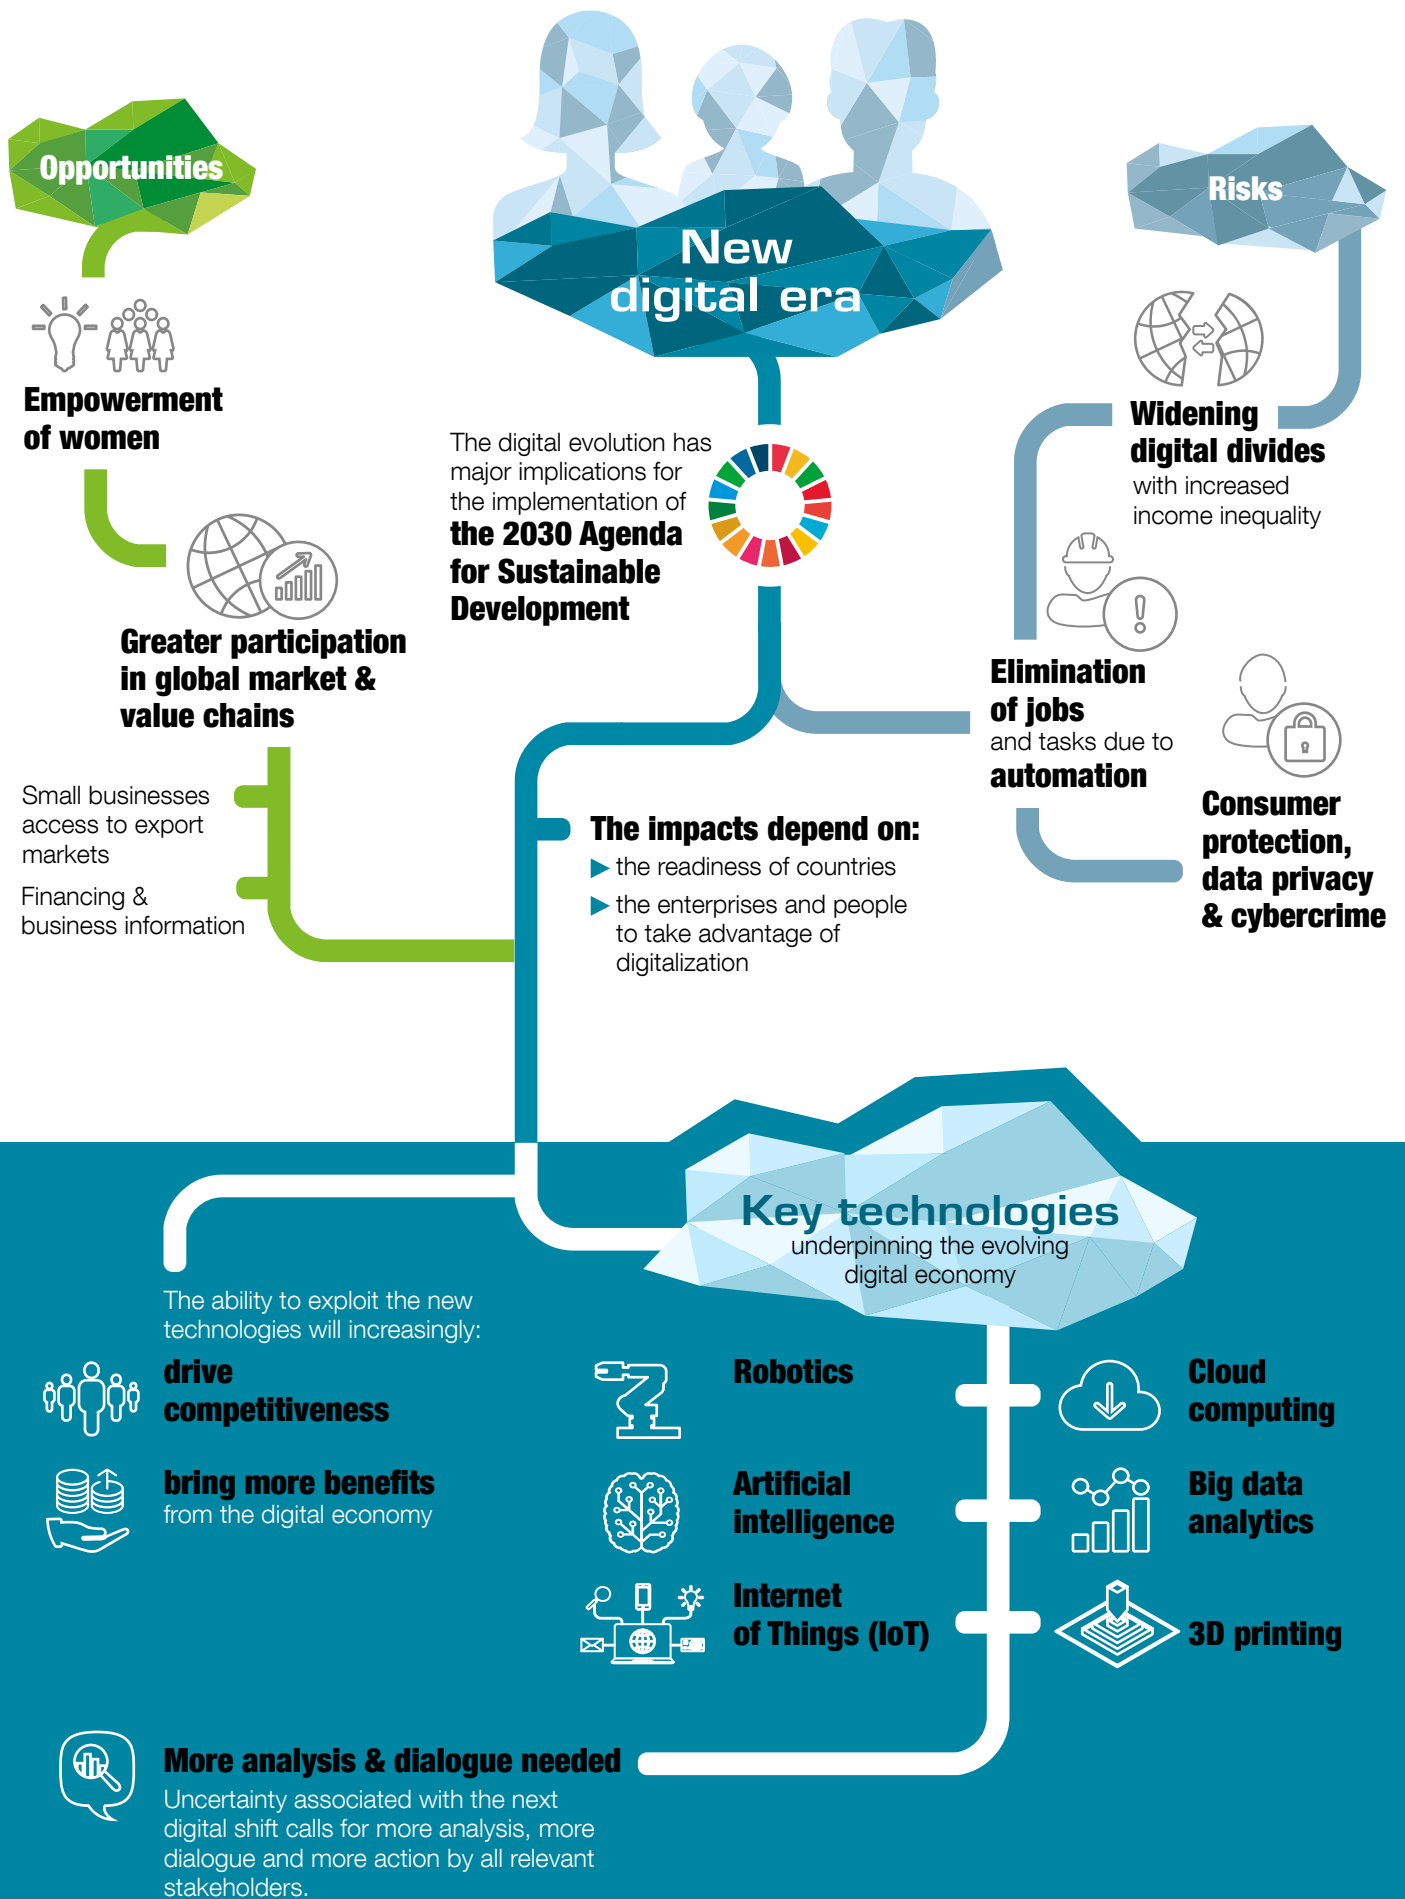 New
digital era
Opportunities
Empowerment
of women
Greater participation
in global market &
value chains
Small businesses
access to export
markets
Financing &
business information
The digital evolution has
major implications for
the implementation of
the 2030 Agenda
for Sustainable
Development
The impacts depend on:
the readiness of countries
the enterprises and people
to take advantage of
digitalization
Risks
Widening
digital divides
with increased
income inequality
Elimination
of jobs
and tasks due to
automation
Consumer
protection,
data privacy
& cybercrime
Key technologies
underpinning the evolving
digital economy
The ability to exploit the new
technologies will increasingly:
drive
competitiveness
bring more benefits
from the digital economy
Robotics
Artificial
intelligence
Internet
of Things (IoT)
Cloud
computing
Big data
analytics
3D printing
More analysis & dialogue needed
Uncertainty associated with the next
digital shift calls for more analysis, more
dialogue and more action by all relevant
stakeholders.